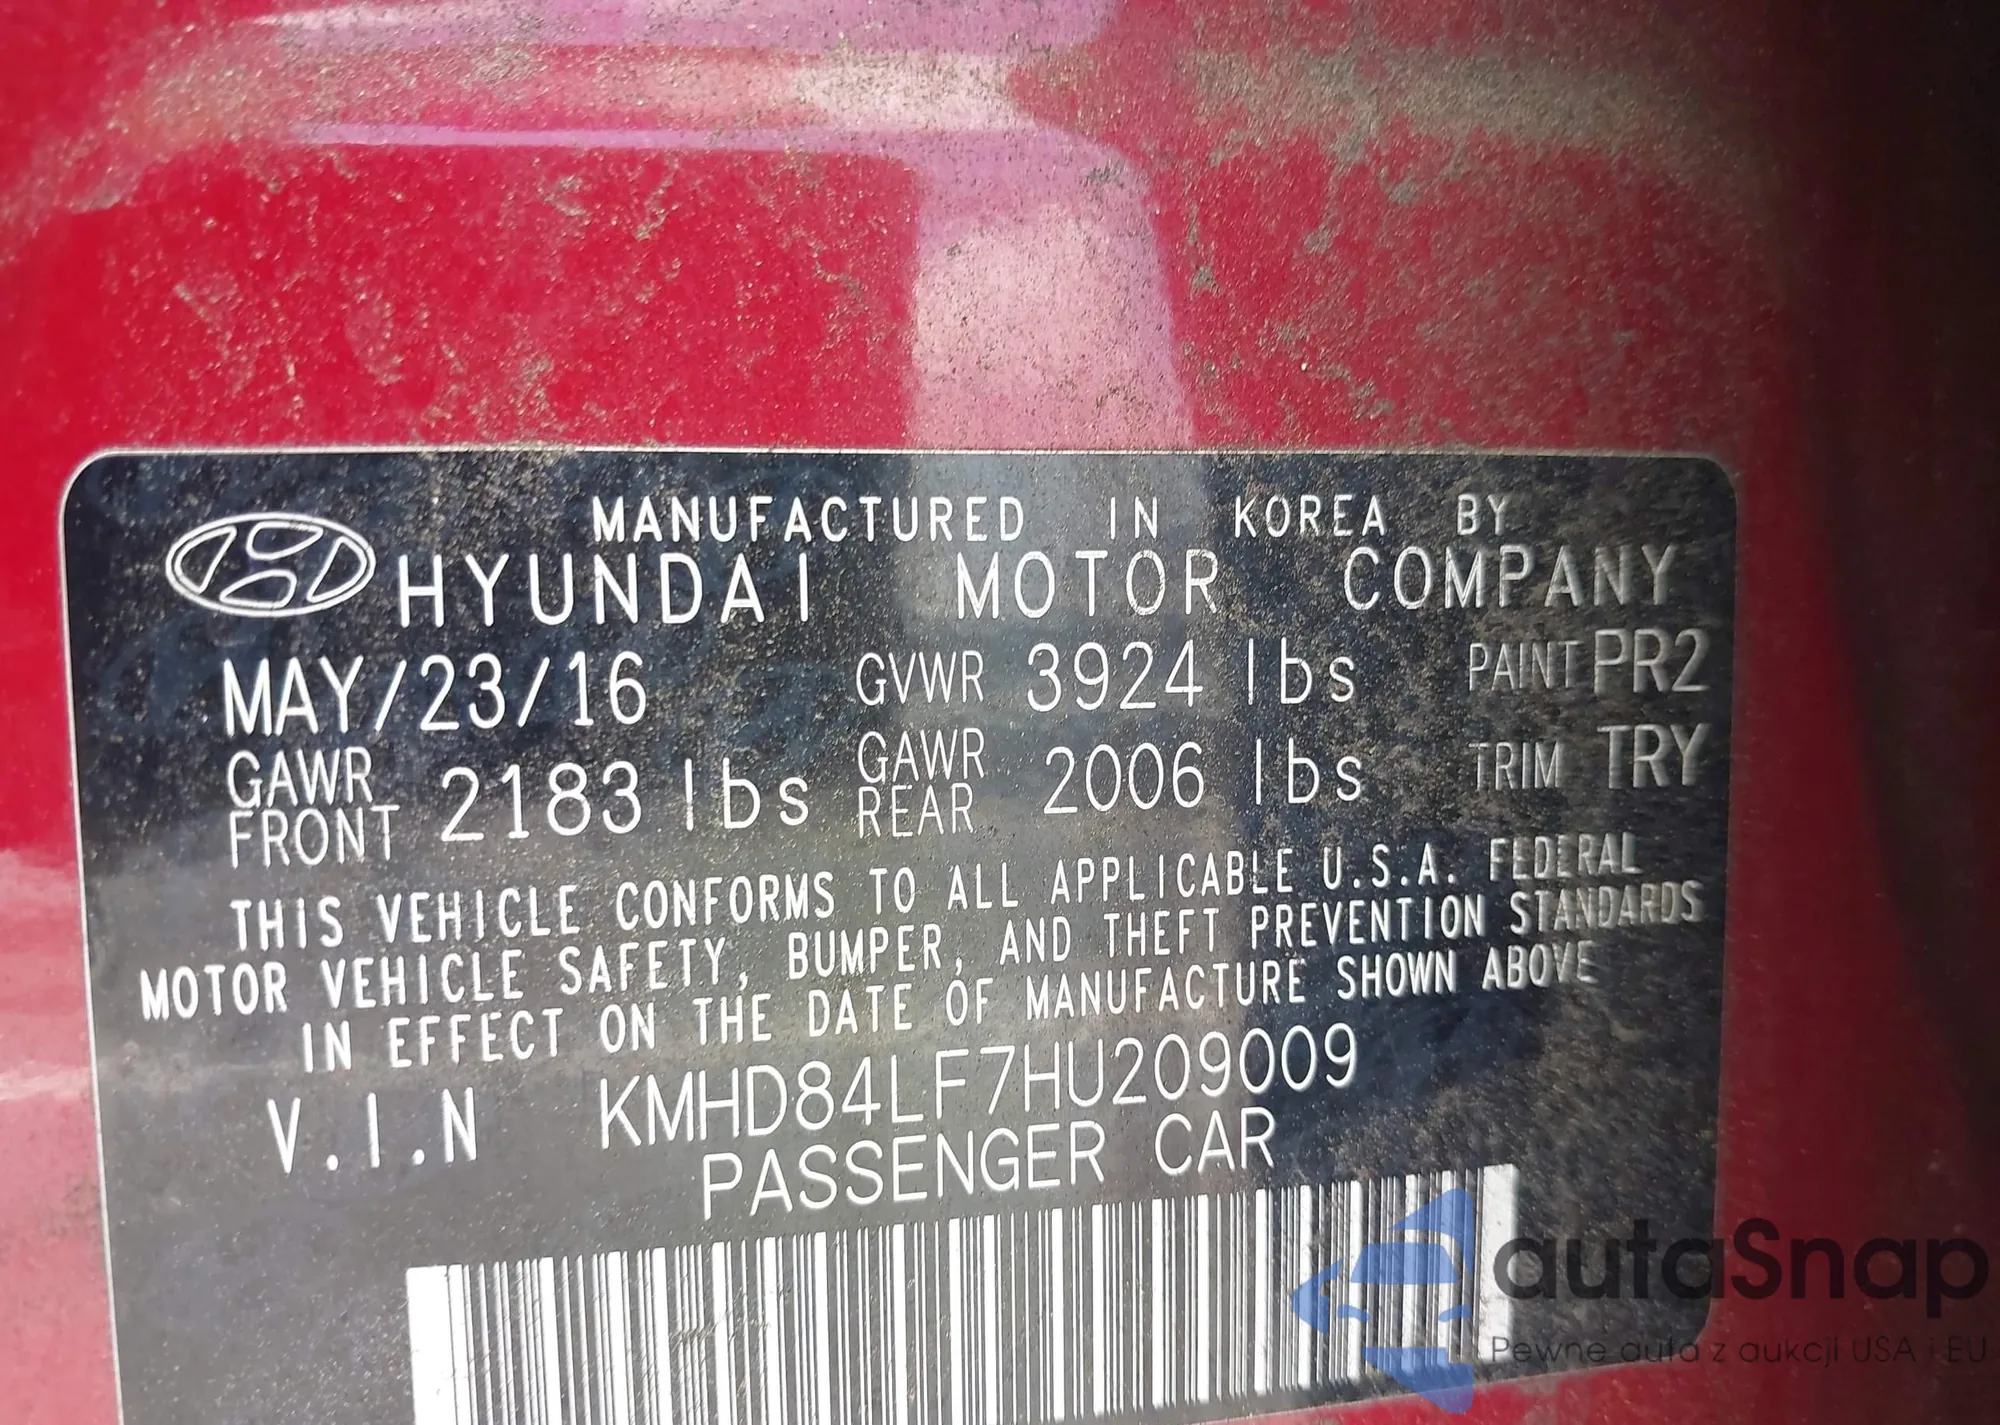 MANUFACTURED IN KOREA BY
HYUNDAI MOTOR COMPANY
MAY/23/16 GVWR 3924 lbs PAINT PR2
GAWR FRONT 2183 lbs GAWR REAR 2006 lbs TRIM TRY
THIS VEHICLE CONFORMS TO ALL APPLICABLE U.S.A. FEDERAL
MOTOR VEHICLE SAFETY, BUMPER, AND THEFT PREVENTION STANDARDS
IN EFFECT ON THE DATE OF MANUFACTURE SHOWN ABOVE
V.I.N KMHD84LF7HU209009
PASSENGER CAR
autaSnap
Pewne auta z aukcji USA i EU